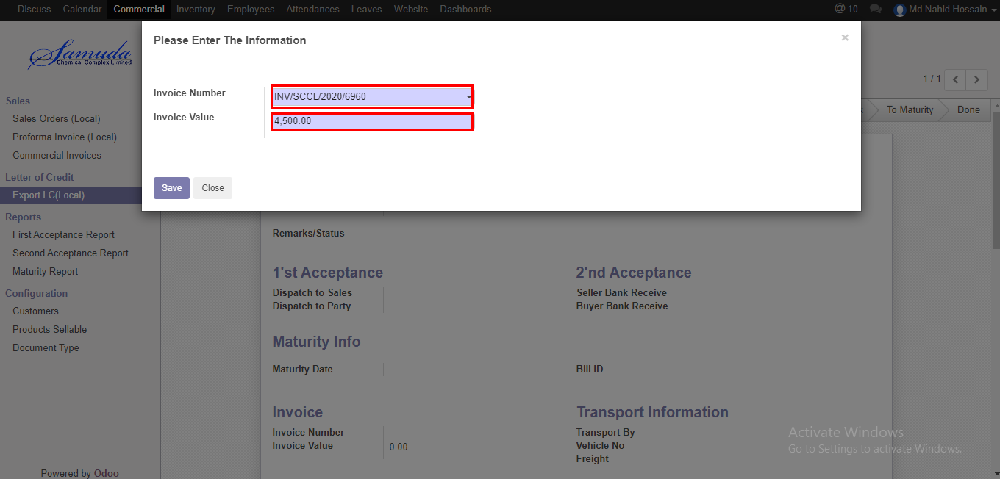 Discuss Calendar Commercial Inventory Employees Attendances Leaves Website Dashboards @ 10 Md.Nahid Hossain
Samuda
Chemical Complex Limited
Please Enter The Information ×
Invoice Number INV/SCCL/2020/6960
Invoice Value 4,500.00
Save Close
1 / 1
To Maturity Done
Sales
Sales Orders (Local)
Proforma Invoice (Local)
Commercial Invoices
Letter of Credit
Export LC(Local)
Reports
First Acceptance Report
Second Acceptance Report
Maturity Report
Configuration
Customers
Products Sellable
Document Type
Powered by Odoo
Remarks/Status
1'st Acceptance
Dispatch to Sales
Dispatch to Party
2'nd Acceptance
Seller Bank Receive
Buyer Bank Receive
Maturity Info
Maturity Date
Bill ID
Invoice
Invoice Number
Invoice Value 0.00
Transport Information
Transport By
Vehicle No
Freight
Activate Windows
Go to Settings to activate Windows.